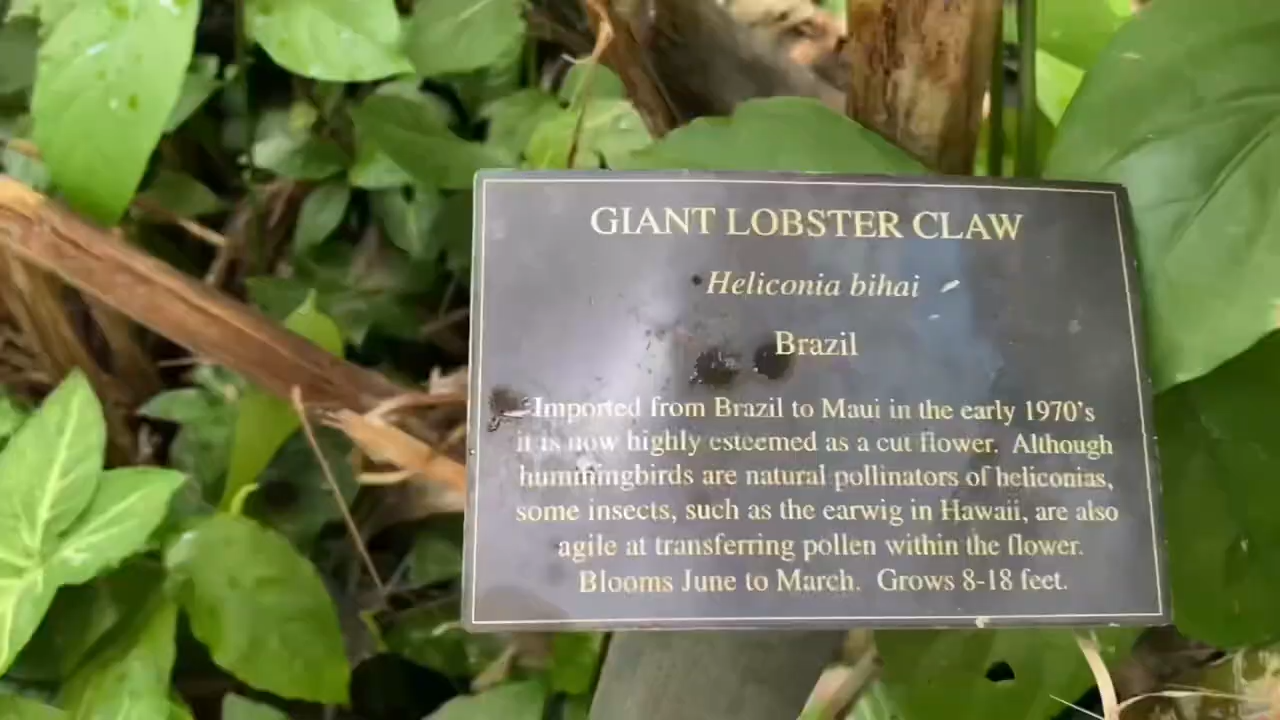 GIANT LOBSTER CLAW
Heliconia bihai
Brazil
Imported from Brazil to Maui in the early 1970's
it is now highly esteemed as a cut flower. Although
hummingbirds are natural pollinators of heliconias,
some insects, such as the earwig in Hawaii, are also
agile at transferring pollen within the flower.
Blooms June to March. Grows 8-18 feet.